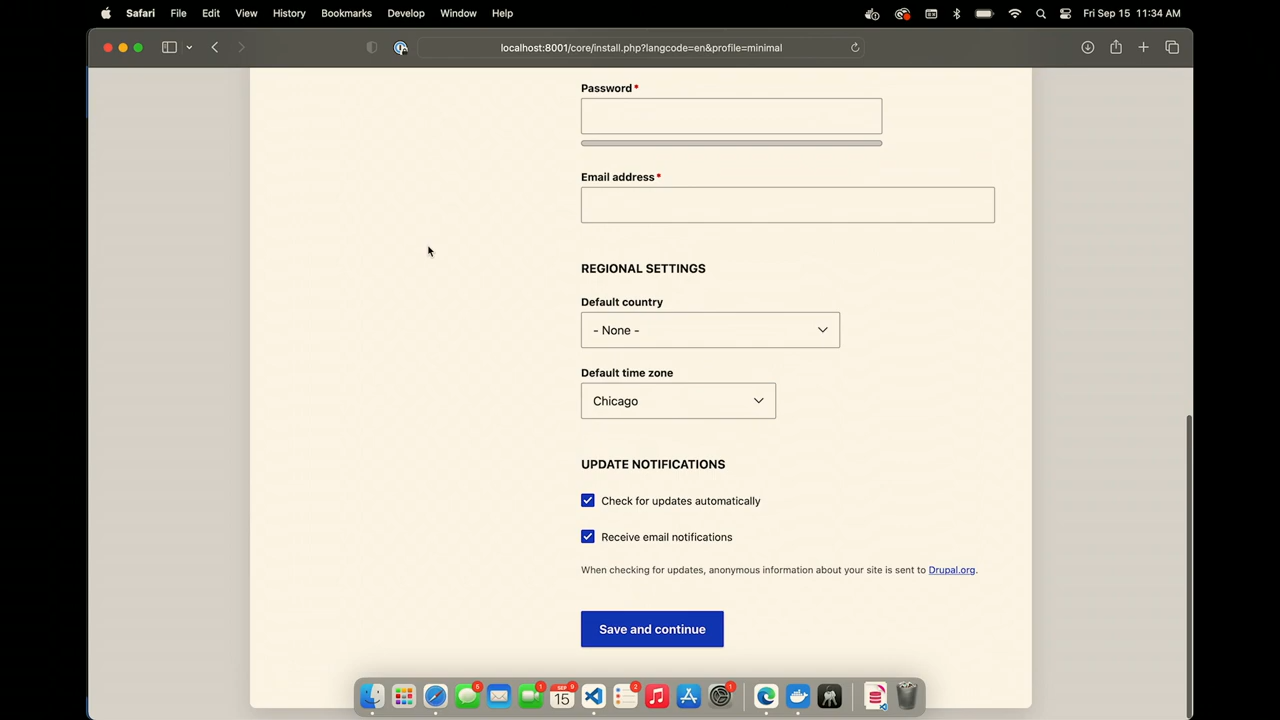 Safari File Edit View History Bookmarks Develop Window Help Fri Sep 15 11:34 AM
localhost:8001/core/install.php?langcode=en&profile=minimal
Password*
Email address*
REGIONAL SETTINGS
Default country
- None -
Default time zone
Chicago
UPDATE NOTIFICATIONS
Check for updates automatically
Receive email notifications
When checking for updates, anonymous information about your site is sent to Drupal.org.
Save and continue
SEP
15